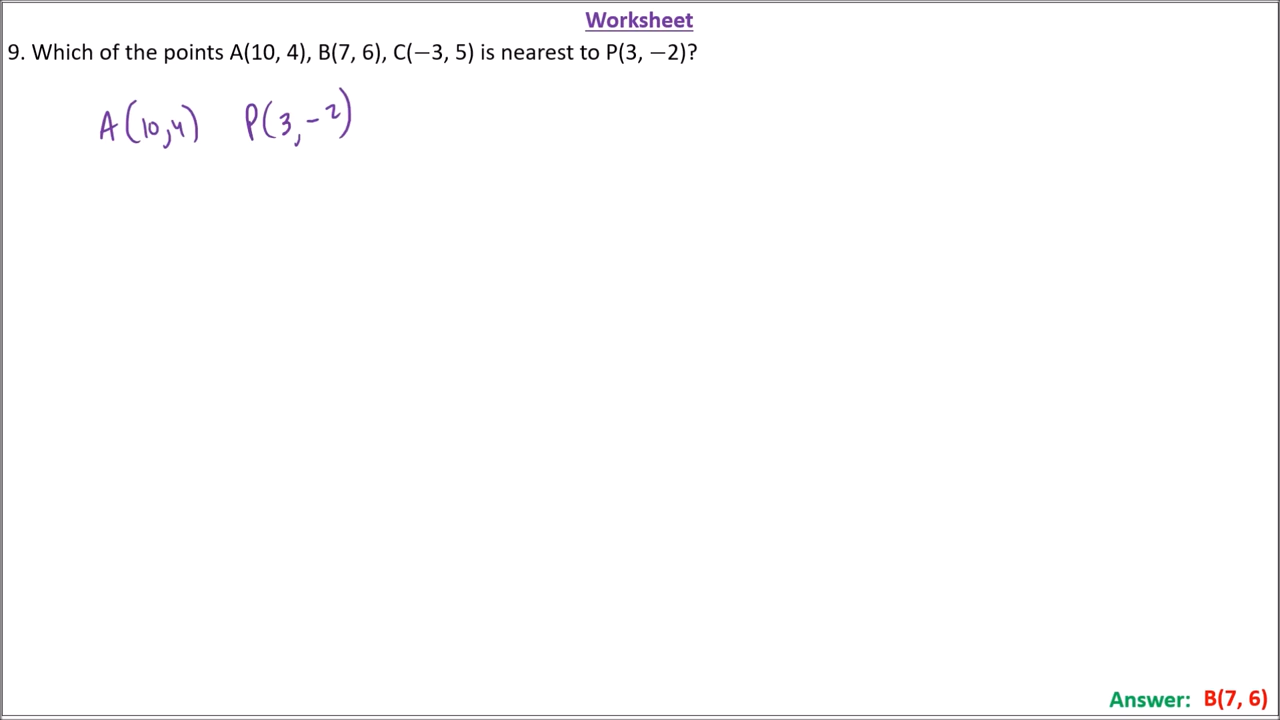 Worksheet
9. Which of the points A(10, 4), B(7, 6), C(−3, 5) is nearest to P(3, −2)?
A(10,4) P(3,-2)
Answer: B(7, 6)